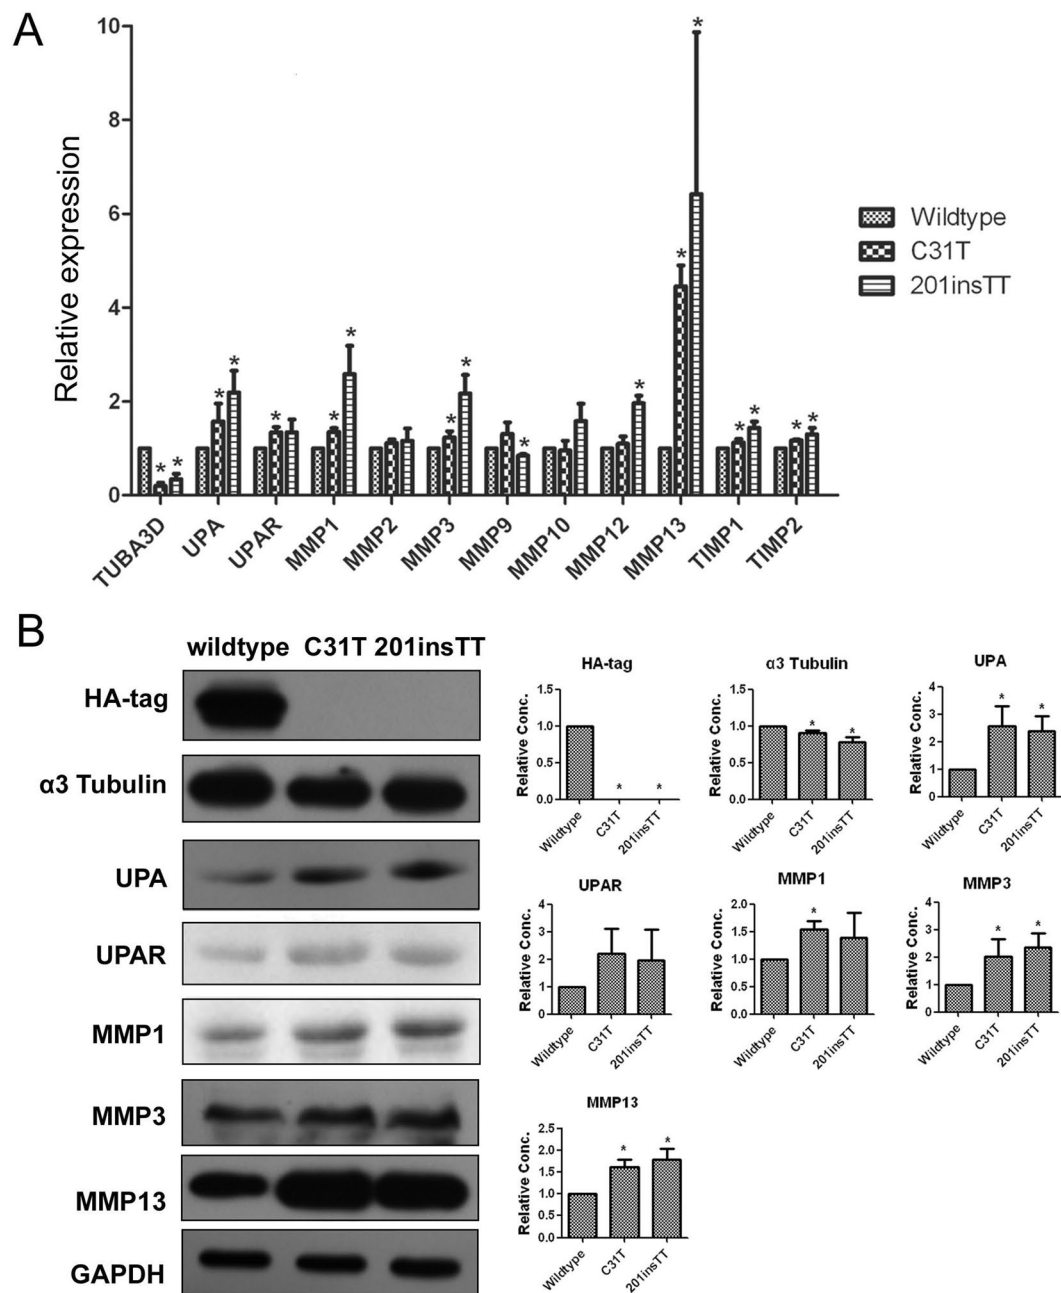 A
10
8
6
4
2
0
Relative expression
Wildtype
C31T
201insTT
* * * * * * * * * * * * * * * * * *
TUBA3D UPA UPAR MMP1 MMP2 MMP3 MMP9 MMP10 MMP12 MMP13 TIMP1 TIMP2
B
wildtype C31T 201insTT
HA-tag
α3 Tubulin
UPA
UPAR
MMP1
MMP3
MMP13
GAPDH
HA-tag
Relative Conc.
1.5
1.0
0.5
0.0
* *
Wildtype C31T 201insTT
α3 Tubulin
Relative Conc.
1.5
1.0
0.5
0.0
* *
Wildtype C31T 201insTT
UPA
Relative Conc.
4
3
2
1
0
* *
Wildtype C31T 201insTT
UPAR
Relative Conc.
4
3
2
1
0
Wildtype C31T 201insTT
MMP1
Relative Conc.
2.0
1.5
1.0
0.5
0.0
*
Wildtype C31T 201insTT
MMP3
Relative Conc.
4
3
2
1
0
* *
Wildtype C31T 201insTT
MMP13
Relative Conc.
2.5
2.0
1.5
1.0
0.5
0.0
* *
Wildtype C31T 201insTT